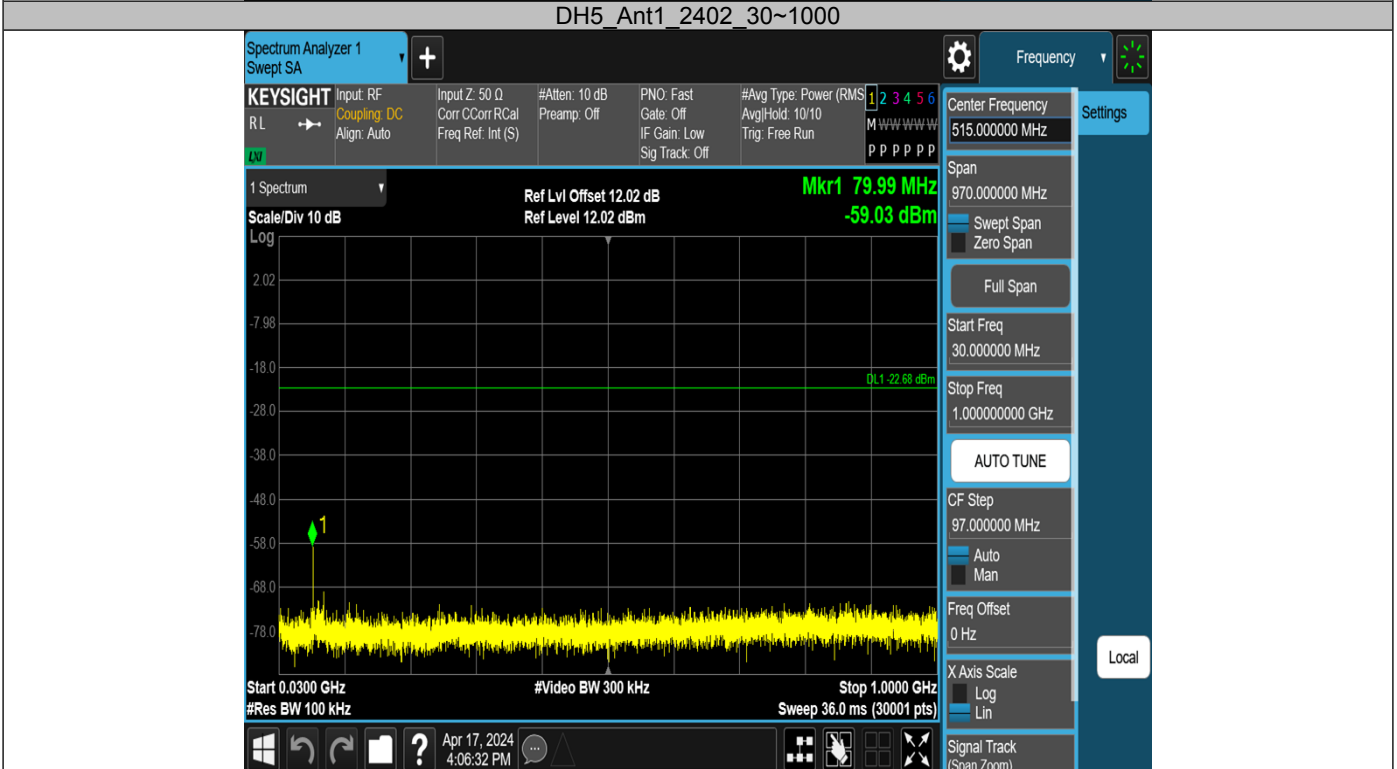 DH5_Ant1_2402_30~1000
Spectrum Analyzer 1
Swept SA
+
Frequency
KEYSIGHT
R L
LXI
Input: RF
Coupling: DC
Align: Auto
Input Z: 50 Ω
Corr CCorr RCal
Freq Ref: Int (S)
#Atten: 10 dB
Preamp: Off
PNO: Fast
Gate: Off
IF Gain: Low
Sig Track: Off
#Avg Type: Power (RMS
Avg|Hold: 10/10
Trig: Free Run
1 2 3 4 5 6
M W W W W W
P P P P P P
Center Frequency
515.000000 MHz
Settings
Span
970.000000 MHz
Swept Span
Zero Span
Full Span
Start Freq
30.000000 MHz
Stop Freq
1.000000000 GHz
AUTO TUNE
CF Step
97.000000 MHz
Auto
Man
Freq Offset
0 Hz
X Axis Scale
Log
Lin
Signal Track
(Span Zoom)
Local
1 Spectrum
Scale/Div 10 dB
Log
Ref Lvl Offset 12.02 dB
Ref Level 12.02 dBm
Mkr1 79.99 MHz
-59.03 dBm
2.02
-7.98
-18.0
DL1 -22.68 dBm
-28.0
-38.0
-48.0
1
-58.0
-68.0
-78.0
Start 0.0300 GHz
#Res BW 100 kHz
#Video BW 300 kHz
Stop 1.0000 GHz
Sweep 36.0 ms (30001 pts)
?
Apr 17, 2024
4:06:32 PM